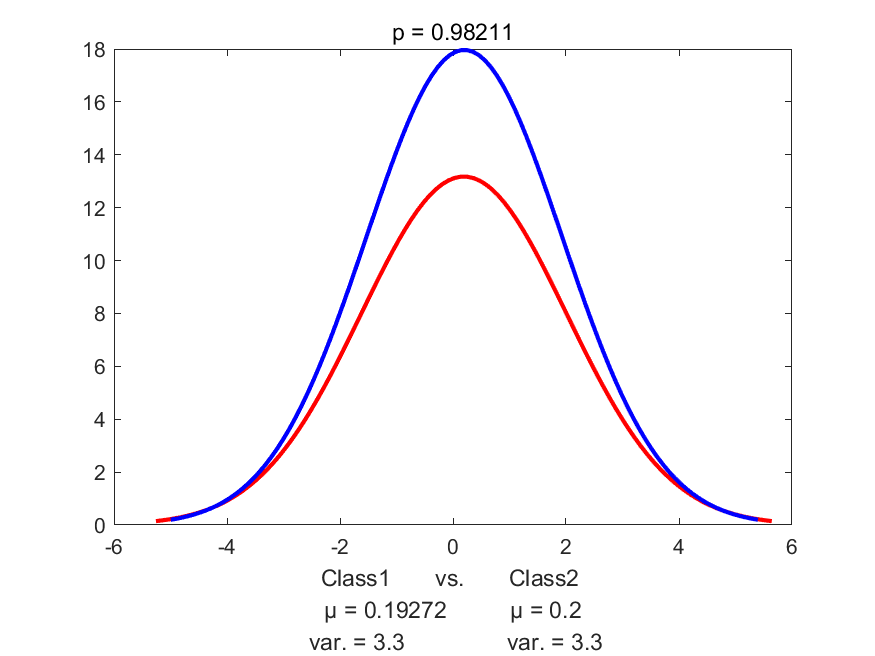 p = 0.98211
18
16
14
12
10
8
6
4
2
0
-6 -4 -2 0 2 4 6
Class1 vs. Class2
μ = 0.19272 μ = 0.2
var. = 3.3 var. = 3.3